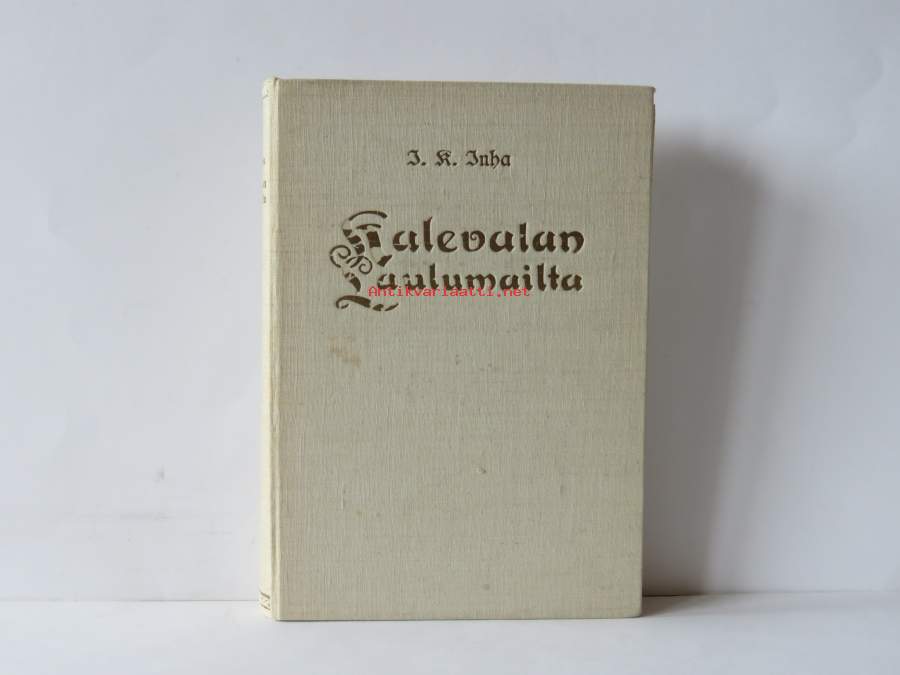 I. K. Inha
Kalevalan
Laulumailta
Antikvariaatti.net